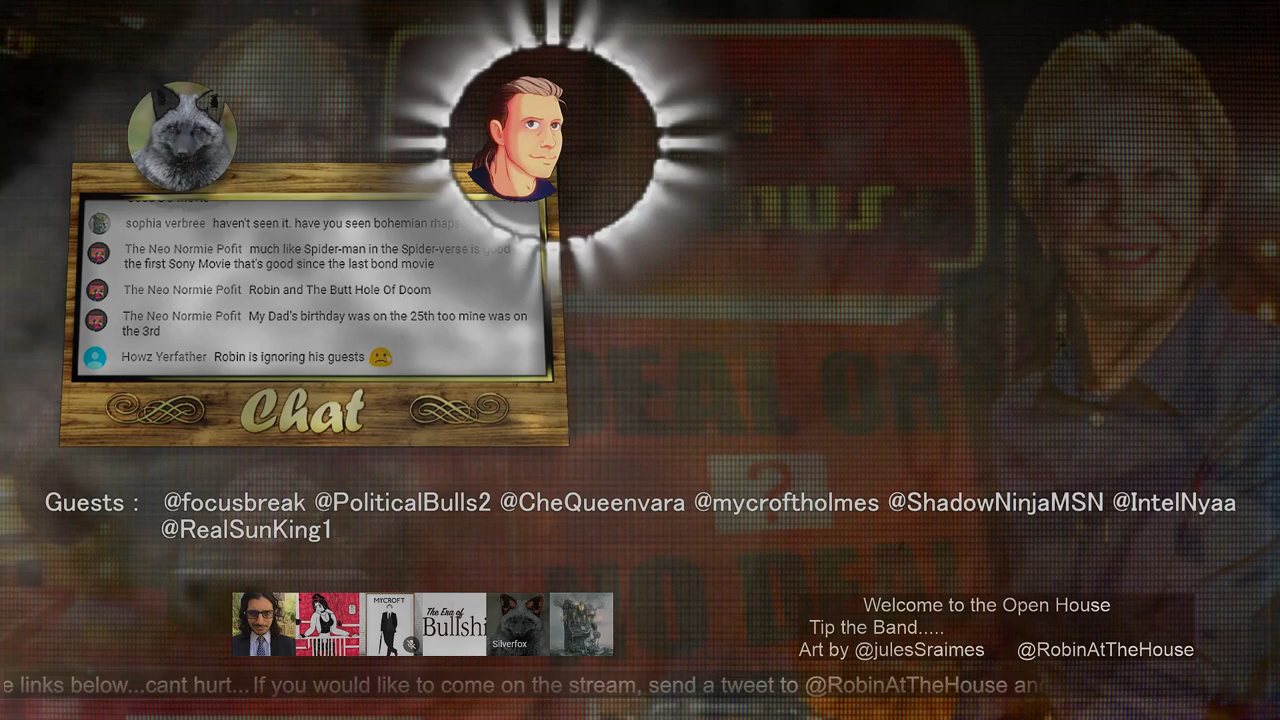 sophia verbree haven't seen it. have you seen bohemian rhaps
The Neo Normie Pofit much like Spider-man in the Spider-verse is good
the first Sony Movie that's good since the last bond movie
The Neo Normie Pofit Robin and The Butt Hole Of Doom
The Neo Normie Pofit My Dad's birthday was on the 25th too mine was on
the 3rd
Howz Yerfather Robin is ignoring his guests
Chat
DEAL OR
?
NO DEAL
Guests : @focusbreak @PoliticalBulls2 @CheQueenvara @mycroftholmes @ShadowNinjaMSN @IntelNyaa
@RealSunKing1
MYCROFT
The Era of
Bullshi
Silverfox
Welcome to the Open House
Tip the Band.....
Art by @julesSraimes @RobinAtTheHouse
e links below...cant hurt... If you would like to come on the stream, send a tweet to @RobinAtTheHouse an